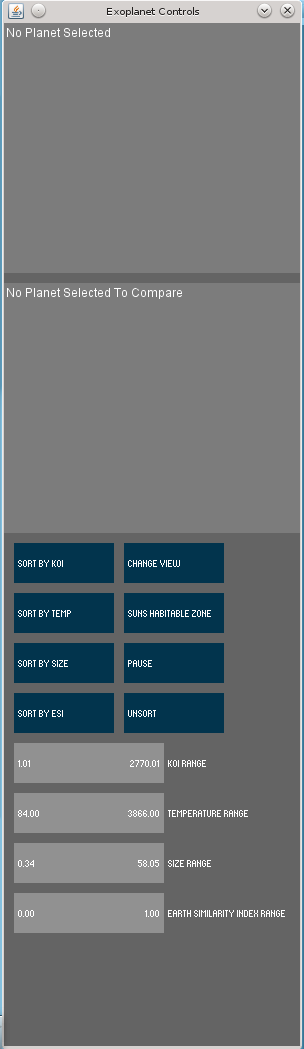 Exoplanet Controls
No Planet Selected
No Planet Selected To Compare
SORT BY KOI CHANGE VIEW
SORT BY TEMP SUNS HABITABLE ZONE
SORT BY SIZE PAUSE
SORT BY ESI UNSORT
1.01 2770.01 KOI RANGE
84.00 3866.00 TEMPERATURE RANGE
0.34 58.05 SIZE RANGE
0.00 1.00 EARTH SIMILARITY INDEX RANGE